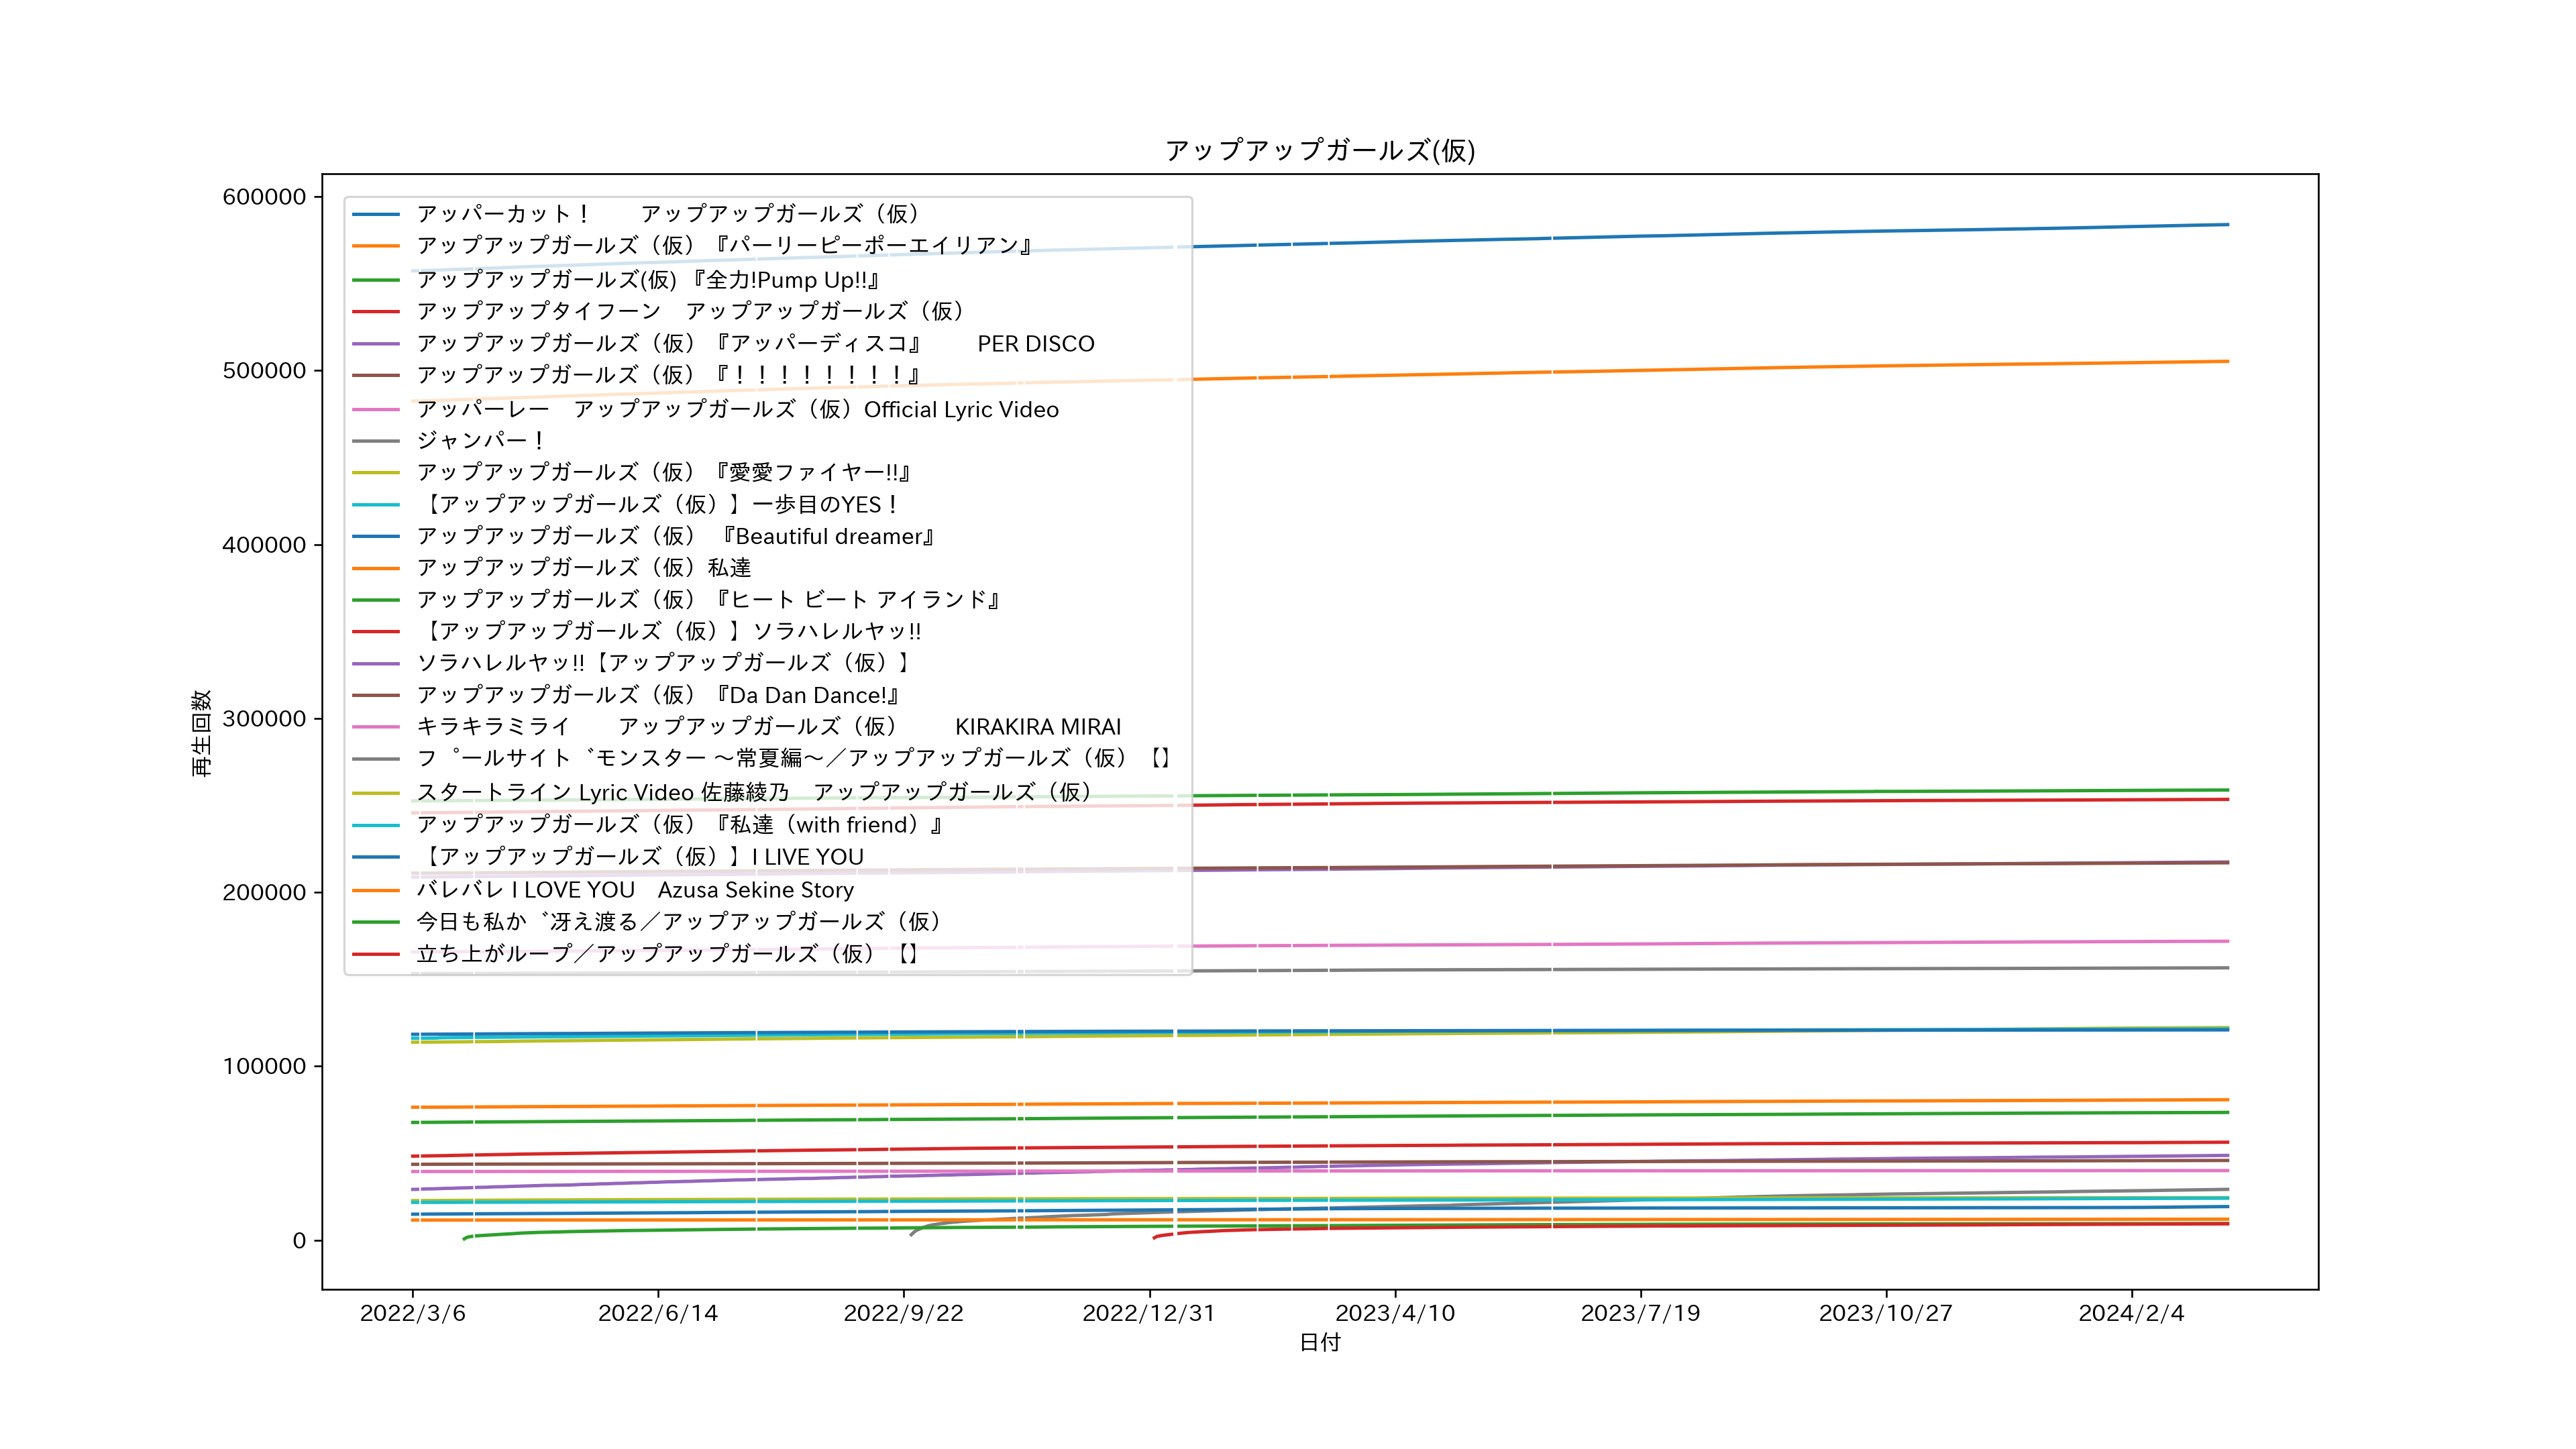 アップアップガールズ(仮)
600000
500000
400000
300000
200000
100000
0
再生回数
アッパーカット！　　アップアップガールズ（仮）
アップアップガールズ（仮）『パーリーピーポーエイリアン』
アップアップガールズ(仮) 『全力!Pump Up!!』
アップアップタイフーン　アップアップガールズ（仮）
アップアップガールズ（仮）『アッパーディスコ』　　PER DISCO
アップアップガールズ（仮）『！！！！！！！！』
アッパーレー　アップアップガールズ（仮）Official Lyric Video
ジャンパー！
アップアップガールズ（仮）『愛愛ファイヤー!!』
【アップアップガールズ（仮）】一歩目のYES！
アップアップガールズ（仮） 『Beautiful dreamer』
アップアップガールズ（仮）私達
アップアップガールズ（仮）『ヒート ビート アイランド』
【アップアップガールズ（仮）】ソラハレルヤッ!!
ソラハレルヤッ!!【アップアップガールズ（仮）】
アップアップガールズ（仮）『Da Dan Dance!』
キラキラミライ　　アップアップガールズ（仮）　　KIRAKIRA MIRAI
フ゜ールサイト゛モンスター 〜常夏編〜／アップアップガールズ（仮）【】
スタートライン Lyric Video 佐藤綾乃　アップアップガールズ（仮）
アップアップガールズ（仮）『私達（with friend）』
【アップアップガールズ（仮）】I LIVE YOU
バレバレ I LOVE YOU　Azusa Sekine Story
今日も私か゛冴え渡る／アップアップガールズ（仮）
立ち上がループ／アップアップガールズ（仮）【】
2022/3/6
2022/6/14
2022/9/22
2022/12/31
2023/4/10
2023/7/19
2023/10/27
2024/2/4
日付